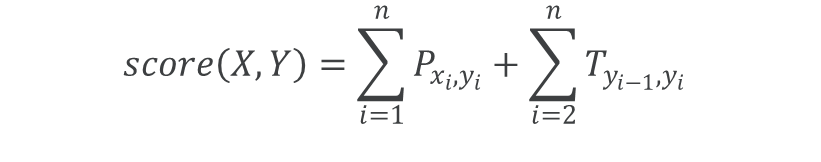 score(X, Y) = \sum_{i=1}^{n} P_{x_i,y_i} + \sum_{i=2}^{n} T_{y_{i-1},y_i}